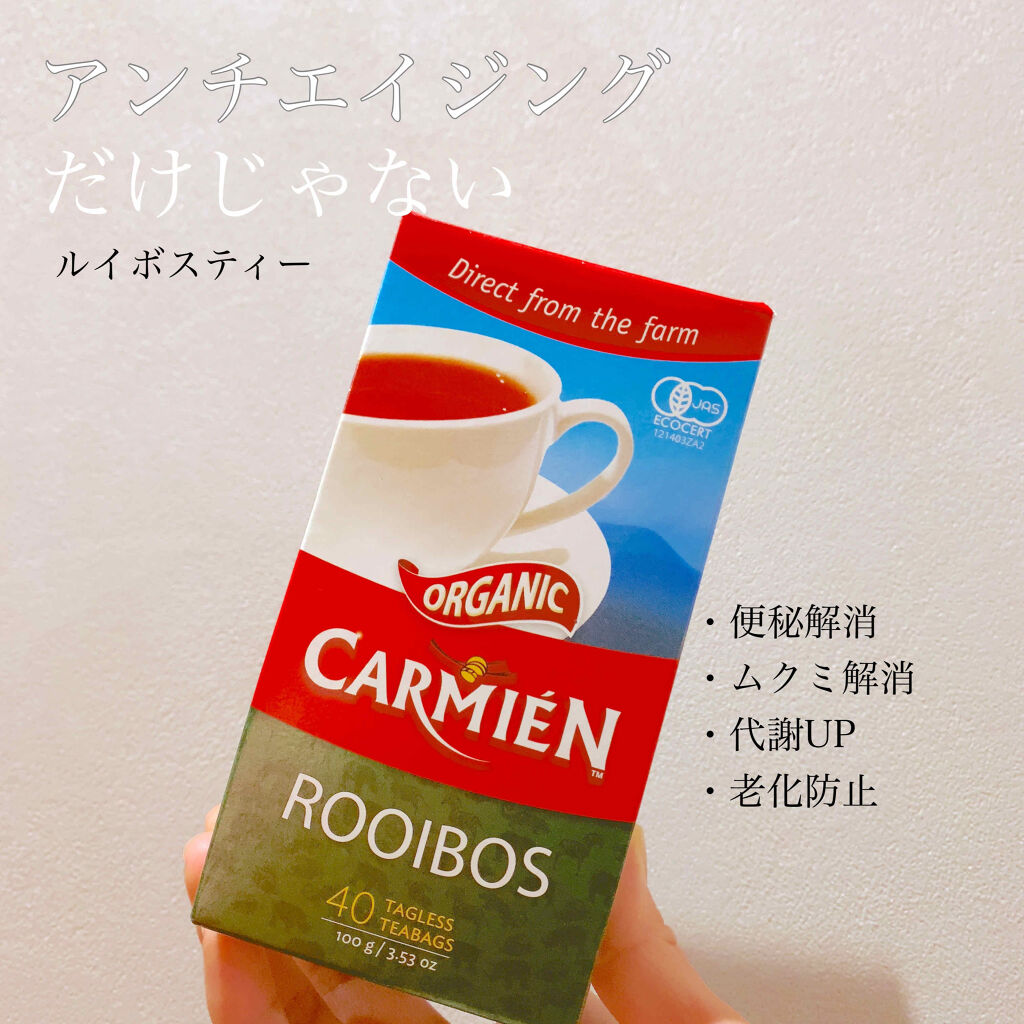 アンチエイジング
だけじゃない
ルイボスティー
Direct from the farm
JAS
ECOCERT
121403ZA2
ORGANIC
CARMIÉN™
ROOIBOS
40 TAGLESS
TEABAGS
100 g / 3.53 oz
・便秘解消
・ムクミ解消
・代謝UP
・老化防止